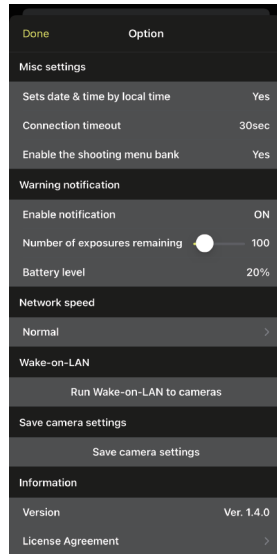 Done Option
Misc settings
Sets date & time by local time Yes
Connection timeout 30sec
Enable the shooting menu bank Yes
Warning notification
Enable notification ON
Number of exposures remaining 100
Battery level 20%
Network speed
Normal
Wake-on-LAN
Run Wake-on-LAN to cameras
Save camera settings
Save camera settings
Information
Version Ver. 1.4.0
License Agreement